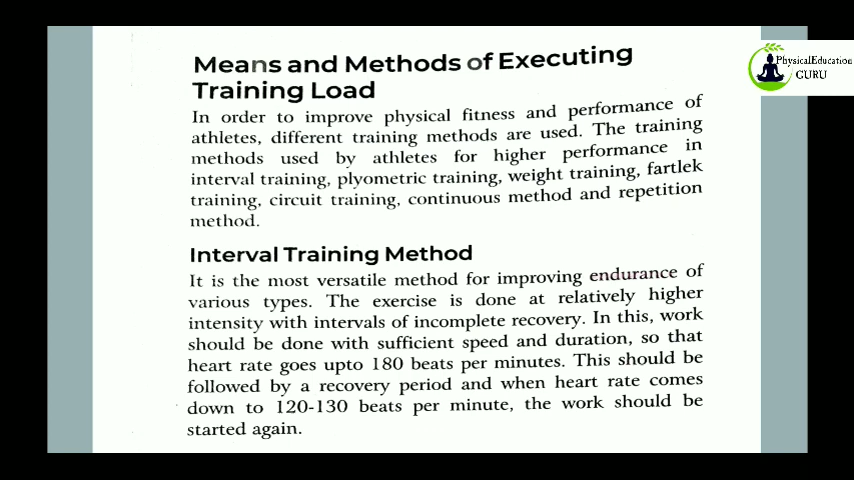 Means and Methods of Executing
Training Load
In order to improve physical fitness and performance of
athletes, different training methods are used. The training
methods used by athletes for higher performance in
interval training, plyometric training, weight training, fartlek
training, circuit training, continuous method and repetition
method.
Interval Training Method
It is the most versatile method for improving endurance of
various types. The exercise is done at relatively higher
intensity with intervals of incomplete recovery. In this, work
should be done with sufficient speed and duration, so that
heart rate goes upto 180 beats per minutes. This should be
followed by a recovery period and when heart rate comes
down to 120-130 beats per minute, the work should be
started again.
PhysicalEducation
GURU